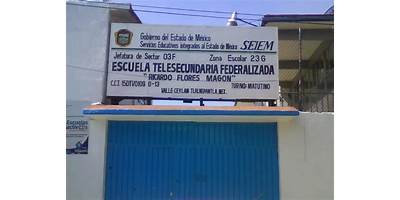 Gobierno del Estado de México
Servicios Educativos integrados al Estado de México SEIEM
Jefatura de Sector 03F Zona Escolar 23G
ESCUELA TELESECUNDARIA FEDERALIZADA
"RICARDO FLORES MAGON"
TURNO: MATUTINO
VALLE CEYLAN TLALNEPANTLA, MEX.
Escuelas